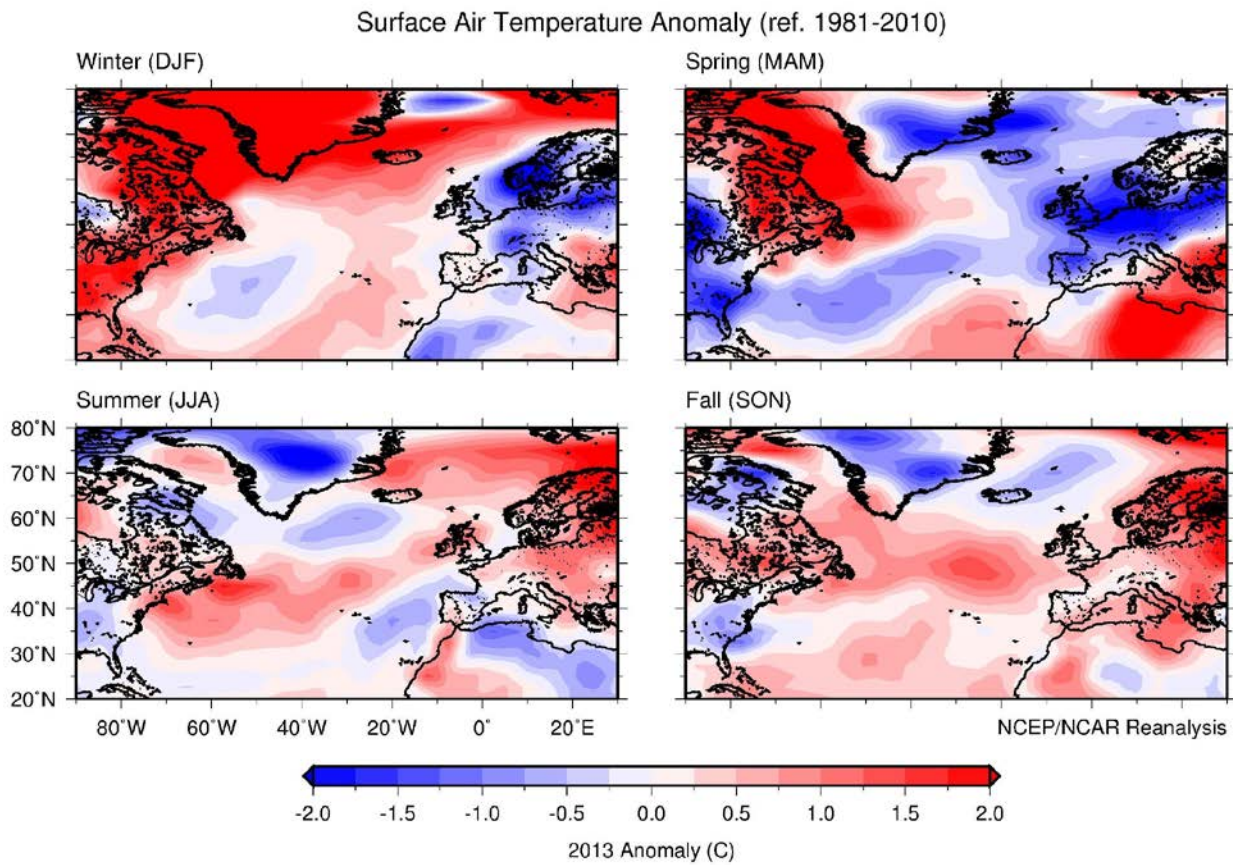 Surface Air Temperature Anomaly (ref. 1981-2010)
Winter (DJF)
Spring (MAM)
Summer (JJA)
Fall (SON)
80˚N
70˚N
60˚N
50˚N
40˚N
30˚N
20˚N
80˚W 60˚W 40˚W 20˚W 0˚ 20˚E
NCEP/NCAR Reanalysis
-2.0 -1.5 -1.0 -0.5 0.0 0.5 1.0 1.5 2.0
2013 Anomaly (C)